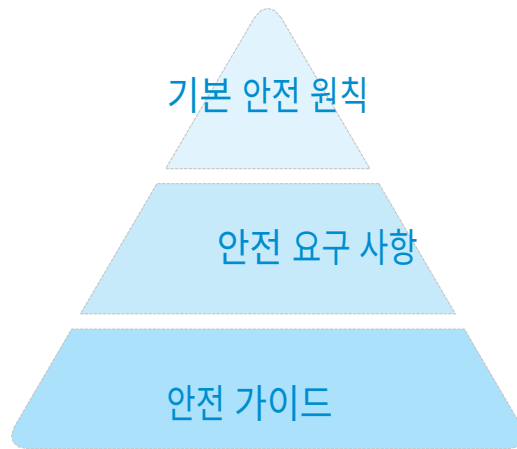 기본 안전 원칙
안전 요구 사항
안전 가이드